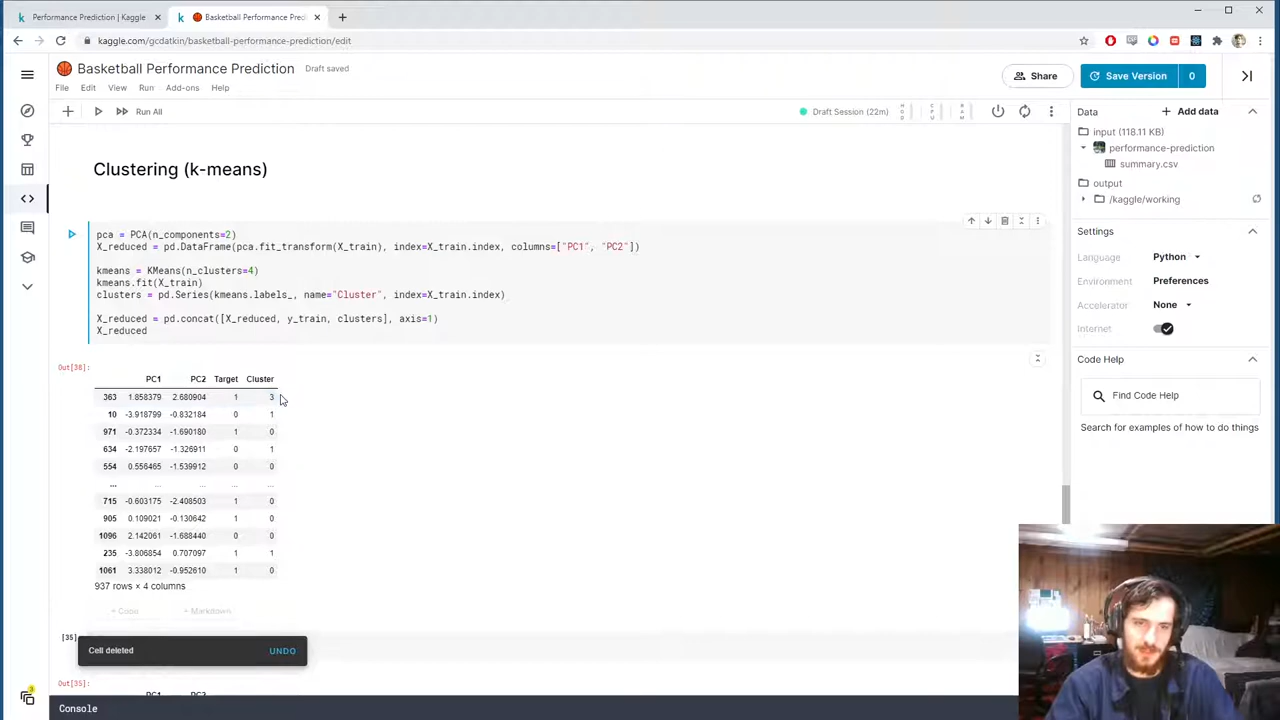 Performance Prediction | Kaggle
Basketball Performance Predi
kaggle.com/gcdatkin/basketball-performance-prediction/edit
Basketball Performance Prediction
Draft saved
Share
Save Version
0
File Edit View Run Add-ons Help
Run All
Draft Session (22m)
Clustering (k-means)
pca = PCA(n_components=2)
X_reduced = pd.DataFrame(pca.fit_transform(X_train), index=X_train.index, columns=["PC1", "PC2"])
kmeans = KMeans(n_clusters=4)
kmeans.fit(X_train)
clusters = pd.Series(kmeans.labels_, name="Cluster", index=X_train.index)
X_reduced = pd.concat([X_reduced, y_train, clusters], axis=1)
X_reduced
Out[38]:
PC1 PC2 Target Cluster
363 1.858379 2.680904 1 3
10 -3.918799 -0.832184 0 1
971 -0.372334 -1.690180 1 0
634 -2.197657 -1.326911 0 1
554 0.556465 -1.539912 0 0
... ... ... ... ...
715 -0.603175 -2.408503 1 0
905 0.109021 -0.130642 1 0
1096 2.142061 -1.688440 0 0
235 -3.806854 0.707097 1 1
1061 3.338012 -0.952610 1 0
937 rows × 4 columns
+ Code + Markdown
[35]
Cell deleted
UNDO
Out[35]:
PC1 PC2
Console
Data
+ Add data
input (118.11 KB)
performance-prediction
summary.csv
output
/kaggle/working
Settings
Language Python
Environment Preferences
Accelerator None
Internet
Code Help
Find Code Help
Search for examples of how to do things